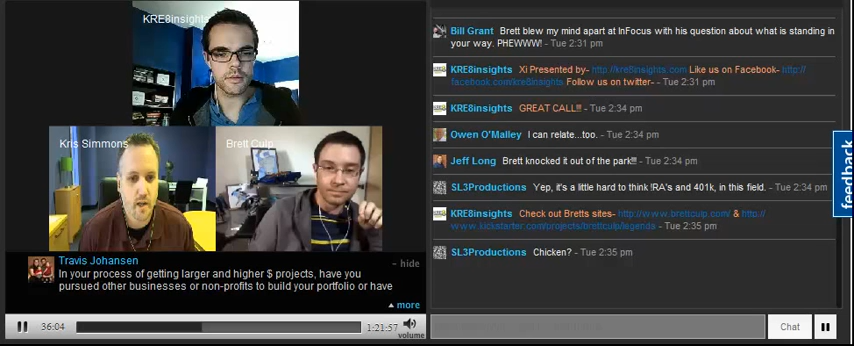 KRE8insights
Kris Simmons
Brett Culp
Travis Johansen
– hide
In your process of getting larger and higher $ projects, have you
pursued other businesses or non-profits to build your portfolio or have
more
36:04
1:21:57
volume
Bill Grant Brett blew my mind apart at InFocus with his question about what is standing in
your way. PHEWWW! - Tue 2:31 pm
KRE8insights Xi Presented by- http://kre8insights.com Like us on Facebook- http://
facebook.com/kre8insights Follow us on twitter- - Tue 2:31 pm
KRE8insights GREAT CALL!!! - Tue 2:34 pm
Owen O'Malley I can relate...too. - Tue 2:34 pm
Jeff Long Brett knocked it out of the park!!! - Tue 2:34 pm
SL3Productions Yep, it's a little hard to think !RA's and 401k, in this field. - Tue 2:34 pm
KRE8insights Check out Bretts sites- http://www.brettculp.com/ & http://
www.kickstarter.com/projects/brettculp/legenda - Tue 2:35 pm
SL3Productions Chicken? - Tue 2:35 pm
Chat
feedback